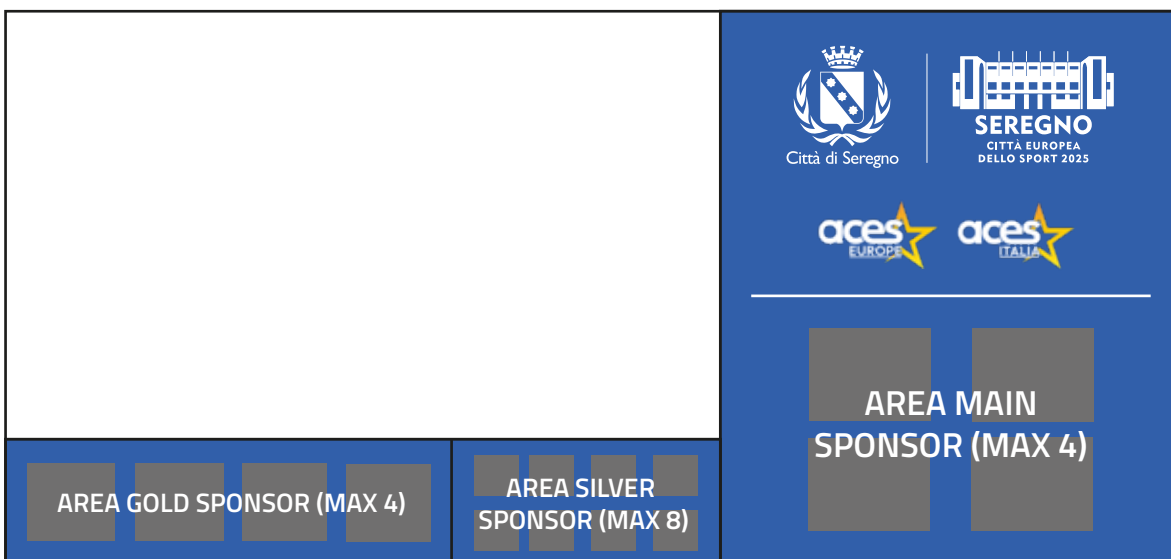 Città di Seregno
SEREGNO
CITTÀ EUROPEA
DELLO SPORT 2025
aces
EUROPE
aces
ITALIA
AREA MAIN
SPONSOR (MAX 4)
AREA GOLD SPONSOR (MAX 4)
AREA SILVER
SPONSOR (MAX 8)